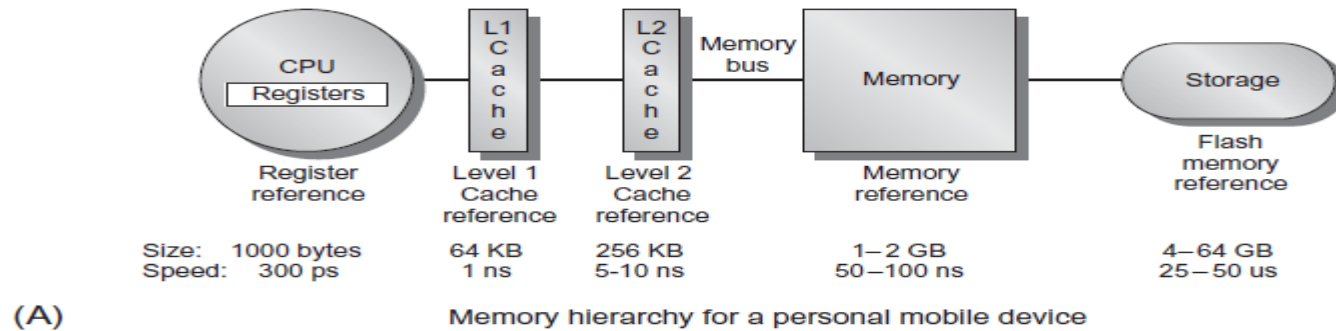 CPU
Registers
L1
C
a
c
h
e
L2
C
a
c
h
e
Memory
bus
Memory
Storage
Register
reference
Level 1
Cache
reference
Level 2
Cache
reference
Memory
reference
Flash
memory
reference
Size: 1000 bytes 64 KB 256 KB 1–2 GB 4–64 GB
Speed: 300 ps 1 ns 5-10 ns 50–100 ns 25–50 us
(A) Memory hierarchy for a personal mobile device